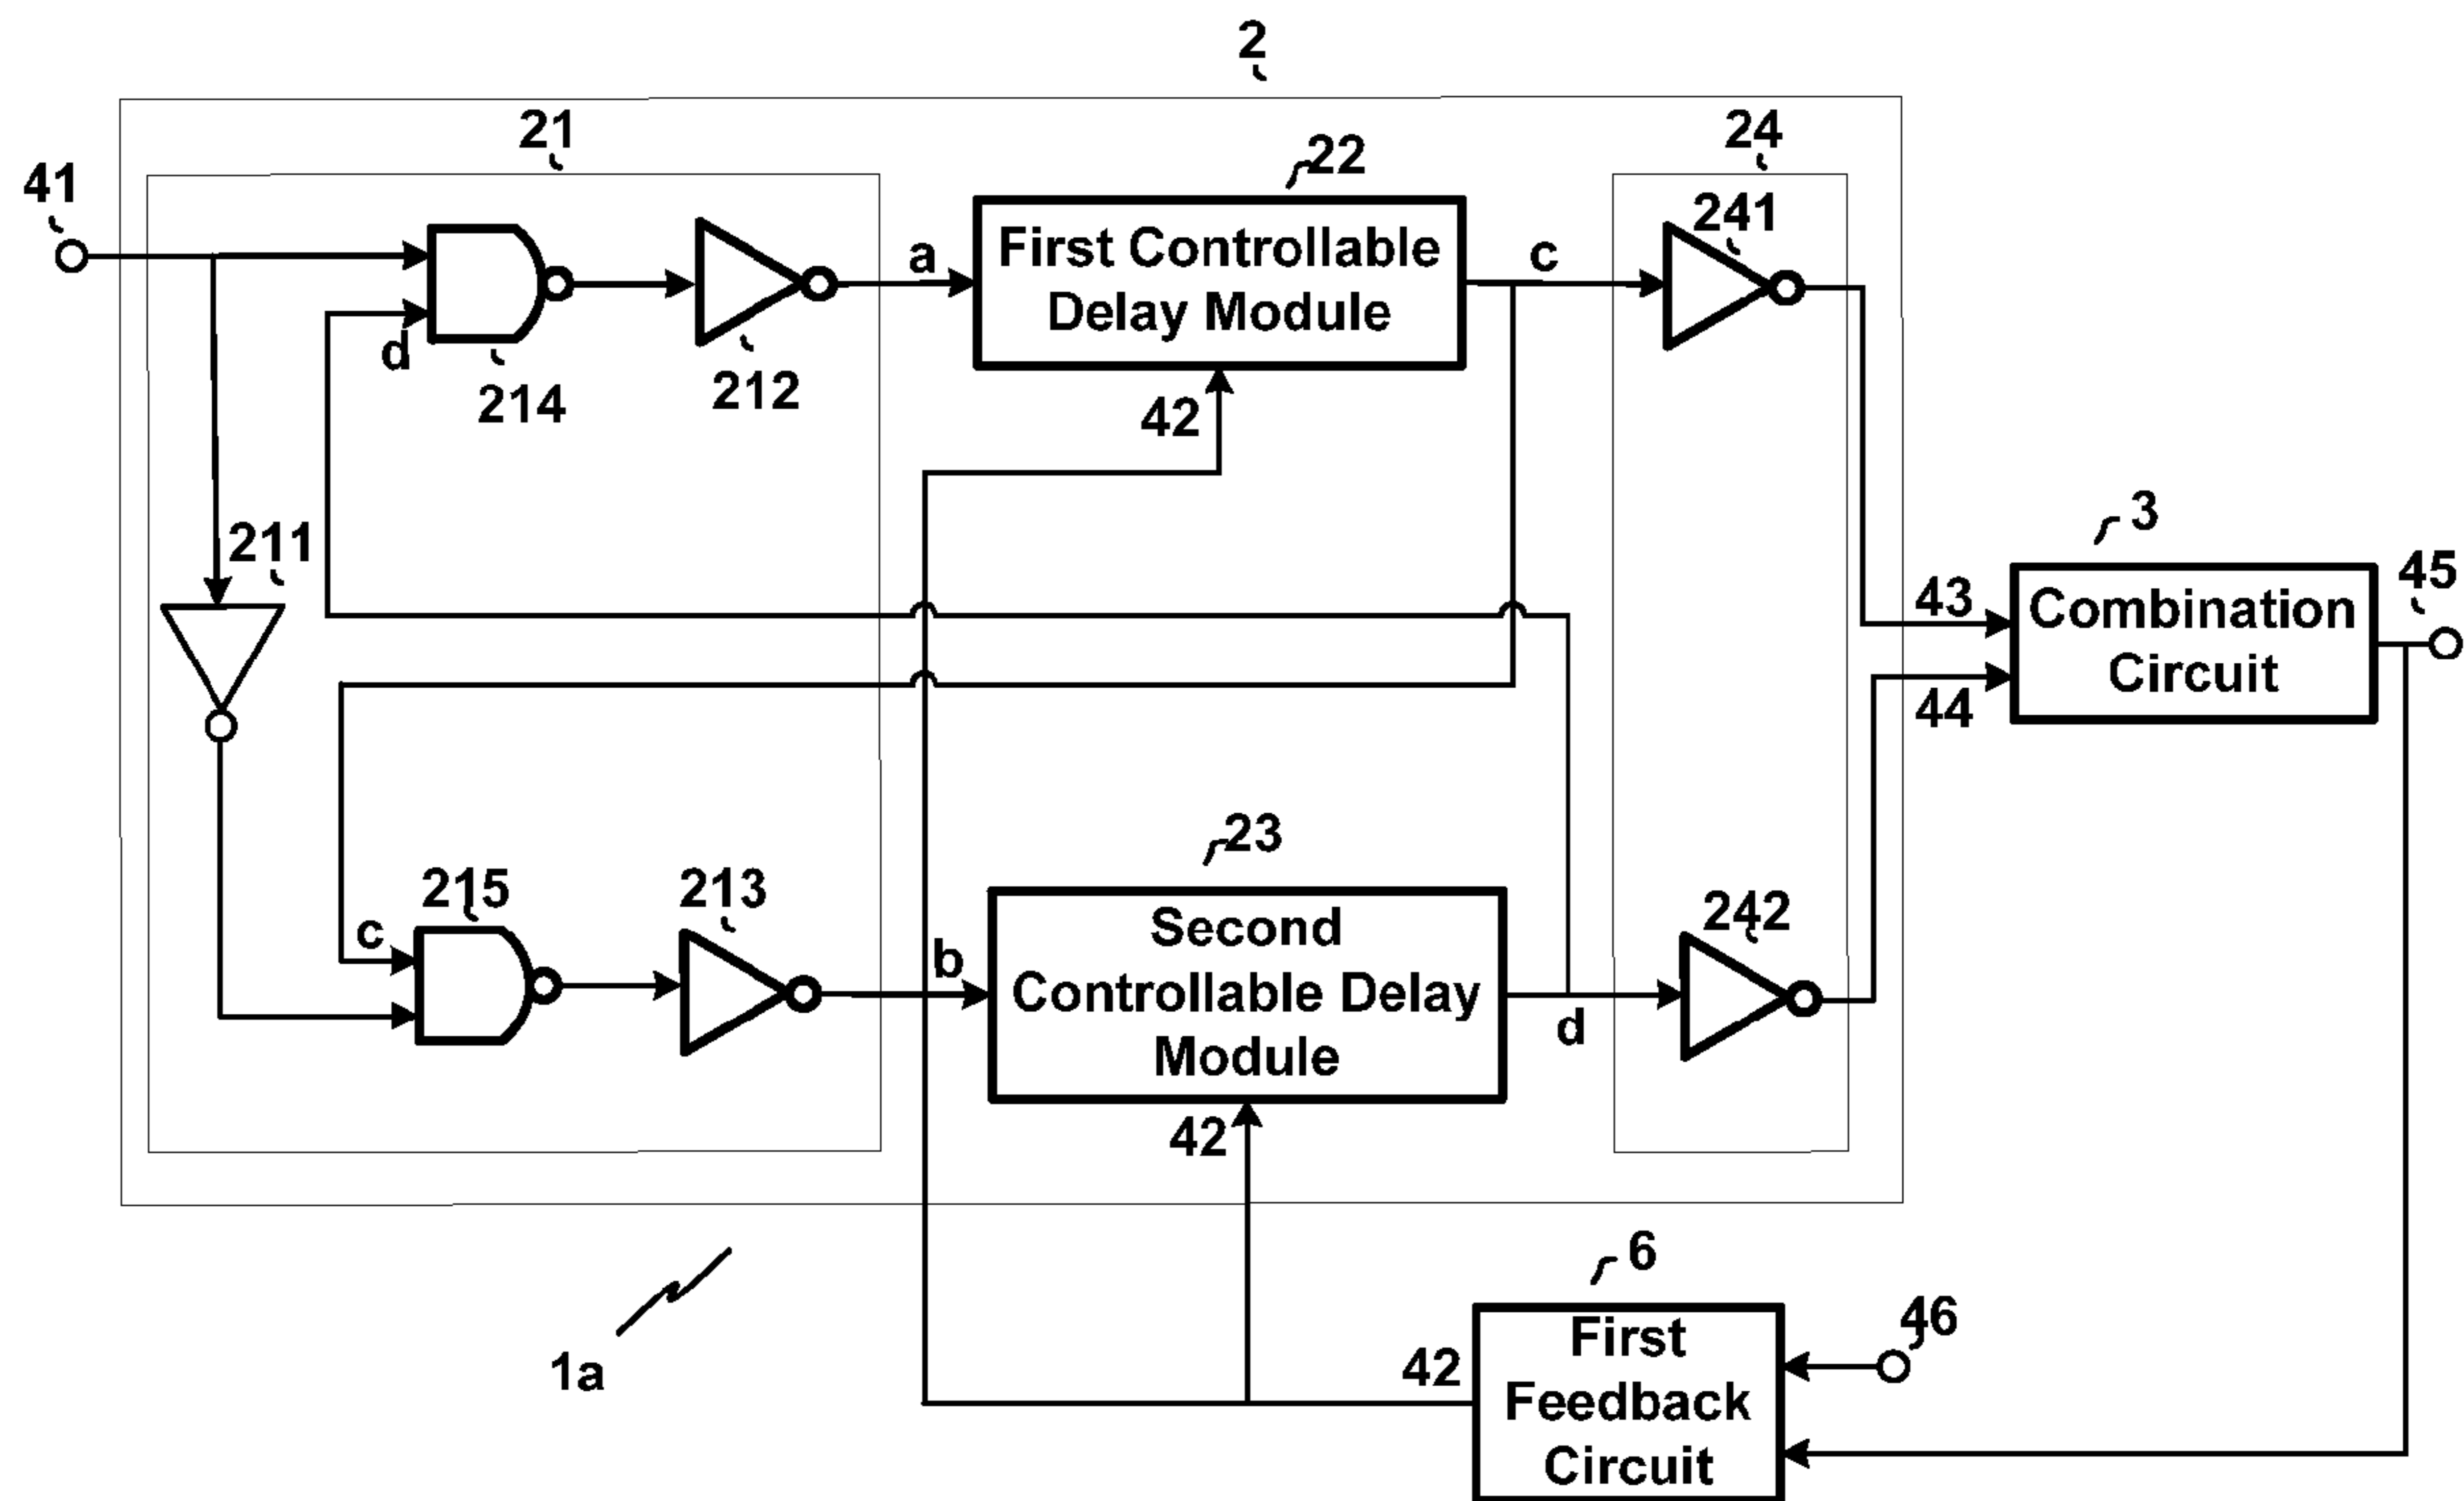 2
21
22
24
41
241
First Controllable
Delay Module
a
c
d
214
212
42
211
3
45
43
Combination
Circuit
44
23
215
213
242
c
b
Second
Controllable Delay
Module
d
42
6
1a
46
42
First
Feedback
Circuit